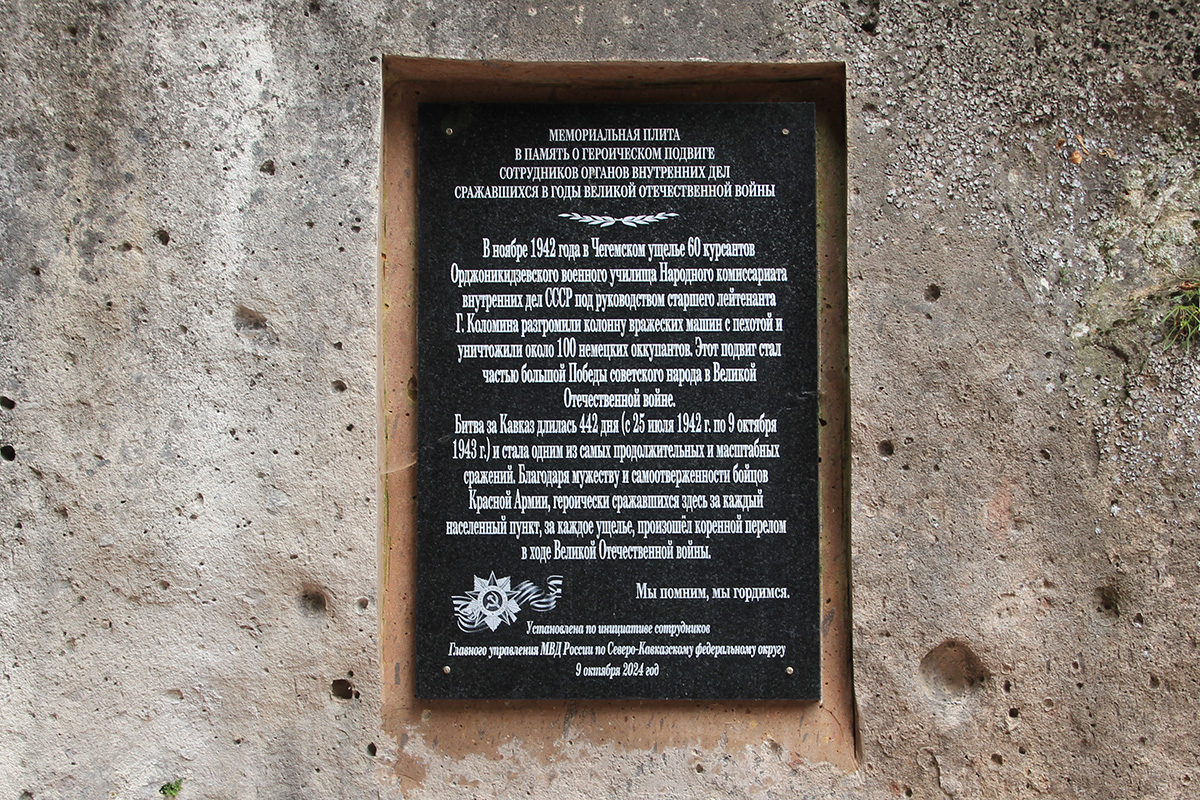 МЕМОРИАЛЬНАЯ ПЛИТА
В ПАМЯТЬ О ГЕРОИЧЕСКОМ ПОДВИГЕ
СОТРУДНИКОВ ОРГАНОВ ВНУТРЕННИХ ДЕЛ
СРАЖАВШИХСЯ В ГОДЫ ВЕЛИКОЙ ОТЕЧЕСТВЕННОЙ ВОЙНЫ
В ноябре 1942 года в Чегемском ущелье 60 курсантов
Орджоникидзевского военного училища Народного комиссариата
внутренних дел СССР под руководством старшего лейтенанта
Г. Коломина разгромили колонну вражеских машин с пехотой и
уничтожили около 100 немецких оккупантов. Этот подвиг стал
частью большой Победы советского народа в Великой
Отечественной войне.
Битва за Кавказ длилась 442 дня (с 25 июля 1942 г. по 9 октября
1943 г.) и стала одним из самых продолжительных и масштабных
сражений. Благодаря мужеству и самоотверженности бойцов
Красной Армии, героически сражавшихся здесь за каждый
населенный пункт, за каждое ущелье, произошёл коренной перелом
в ходе Великой Отечественной войны.
Мы помним, мы гордимся.
Установлена по инициативе сотрудников
Главного управления МВД России по Северо-Кавказскому федеральному округу
9 октября 2024 год